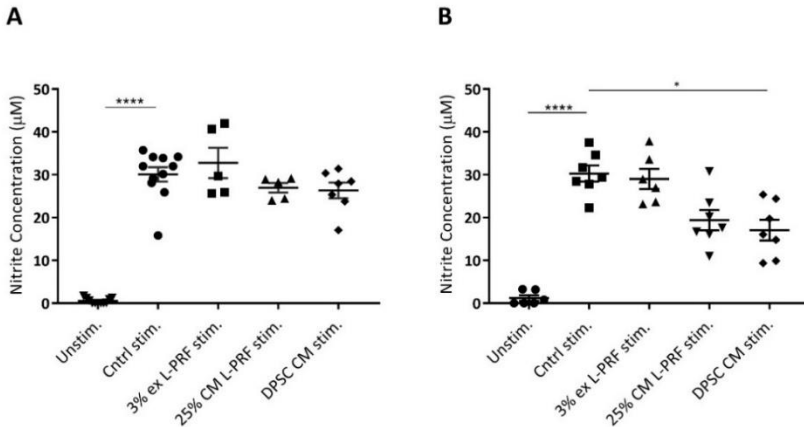 A
B
Nitrite Concentration (µM)
50
40
30
20
10
0
****
Unstim.
Cntrl stim.
3% ex L-PRF stim.
25% CM L-PRF stim.
DPSC CM stim.
Nitrite Concentration (µM)
50
40
30
20
10
0
****
*
Unstim.
Cntrl stim.
3% ex L-PRF stim.
25% CM L-PRF stim.
DPSC CM stim.